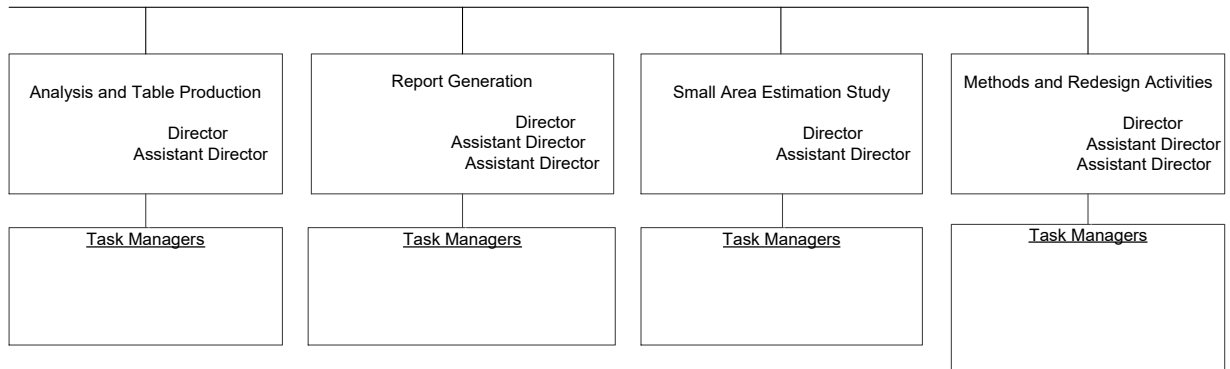 Analysis and Table Production
Director
Assistant Director
Report Generation
Director
Assistant Director
Assistant Director
Small Area Estimation Study
Director
Assistant Director
Methods and Redesign Activities
Director
Assistant Director
Assistant Director
Task Managers
Task Managers
Task Managers
Task Managers